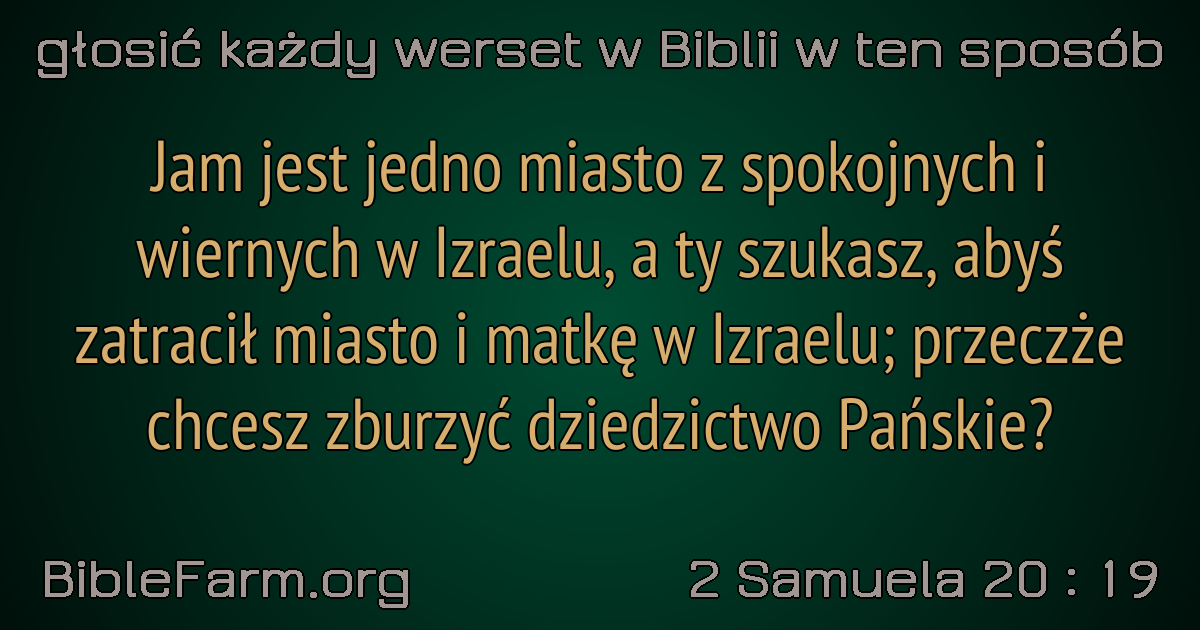 głosić każdy werset w Biblii w ten sposób
Jam jest jedno miasto z spokojnych i
wiernych w Izraelu, a ty szukasz, abyś
zatracił miasto i matkę w Izraelu; przeczże
chcesz zburzyć dziedzictwo Pańskie?
BibleFarm.org
2 Samuela 20 : 19